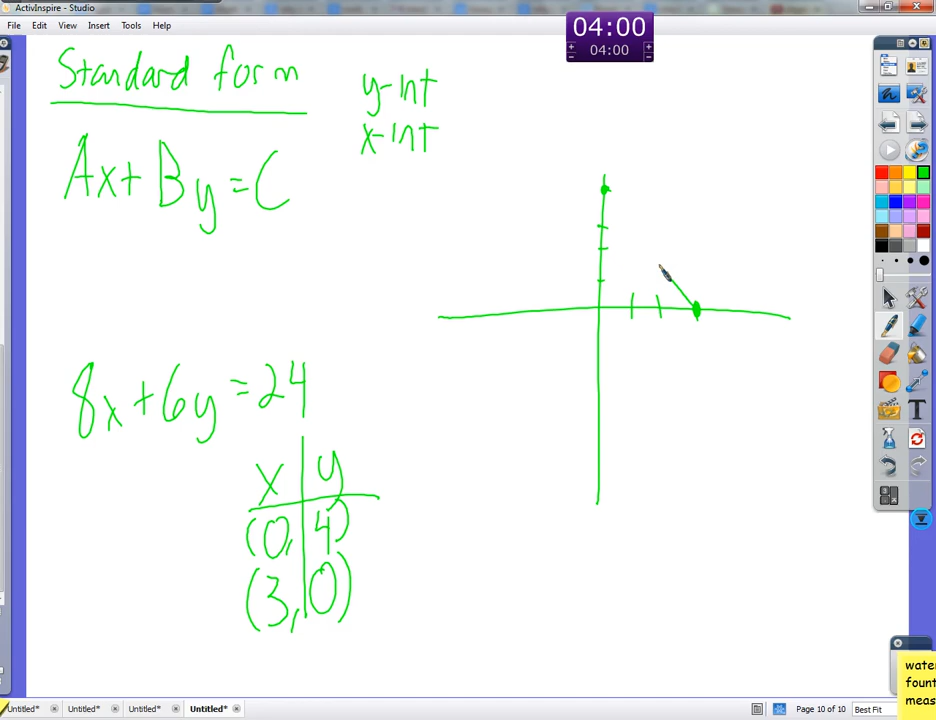 ActivInspire - Studio
File Edit View Insert Tools Help
04:00
04:00
Standard form
y-int
x-int
Ax+By=C
8x+6y=24
x y
(0, 4)
(3, 0)
wate
fount
meas
Untitled* Untitled* Untitled* Untitled*
Page 10 of 10 Best Fit